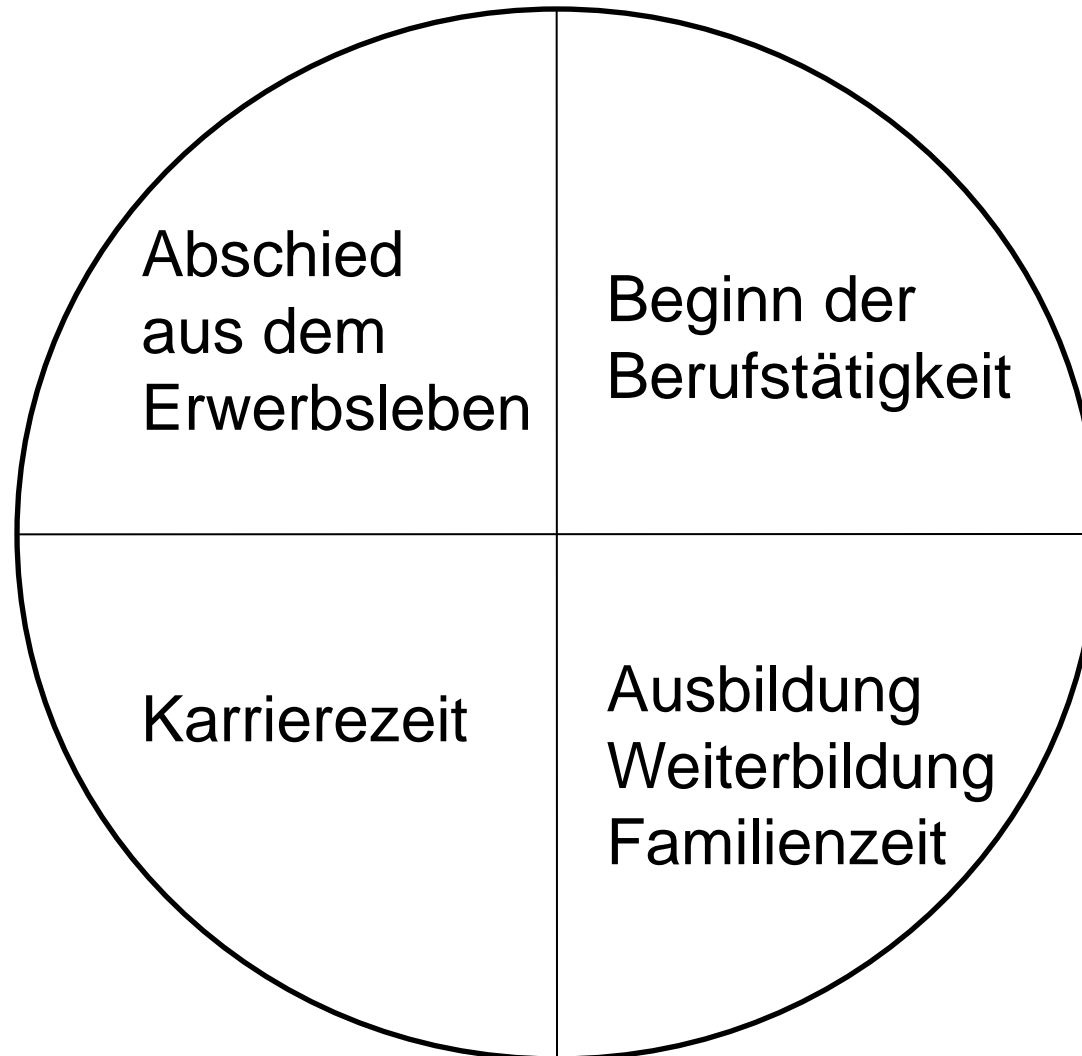 Abschied
aus dem
Erwerbsleben
Beginn der
Berufstätigkeit
Karrierezeit
Ausbildung
Weiterbildung
Familienzeit